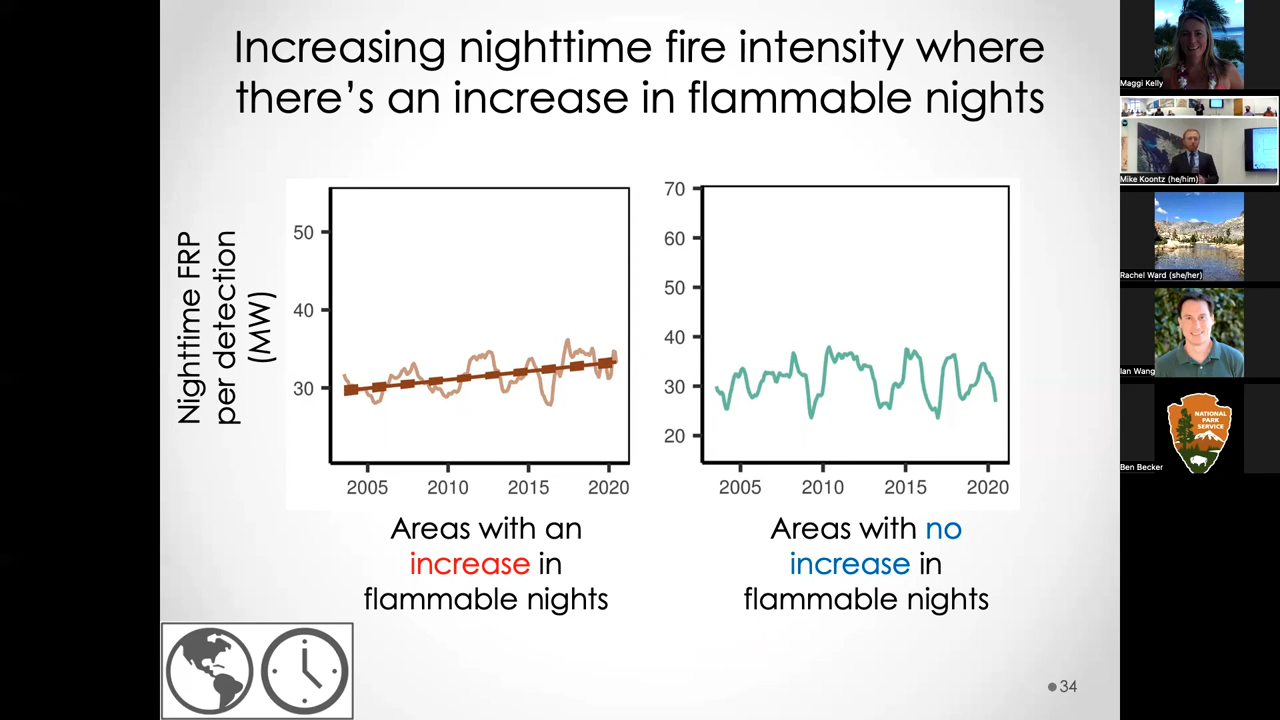 Increasing nighttime fire intensity where
there's an increase in flammable nights
Nighttime FRP
per detection
(MW)
50
40
30
2005 2010 2015 2020
70
60
50
40
30
20
2005 2010 2015 2020
Areas with an
increase in
flammable nights
Areas with no
increase in
flammable nights
34
Maggi Kelly
Mike Koontz (he/him)
Rachel Ward (she/her)
Ian Wang
NATIONAL
PARK
SERVICE
Ben Becker